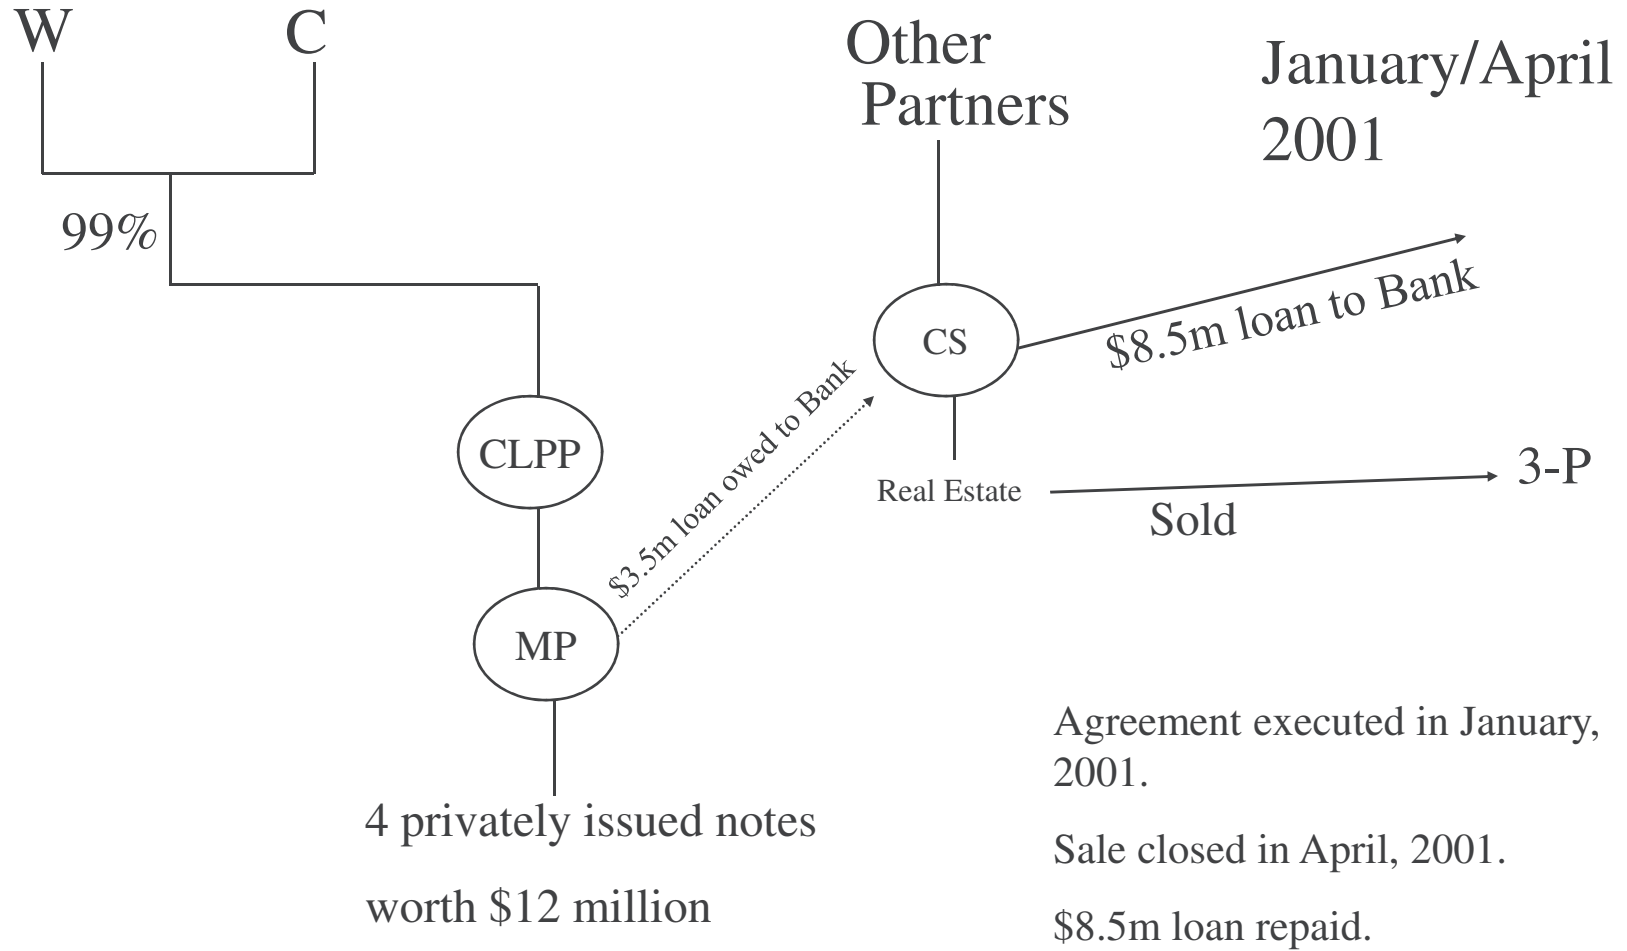 W
C
Other
Partners
January/April
2001
99%
CS
$8.5m loan to Bank
$3.5m loan owed to Bank
CLPP
Real Estate
3-P
Sold
MP
4 privately issued notes
worth $12 million
Agreement executed in January,
2001.
Sale closed in April, 2001.
$8.5m loan repaid.